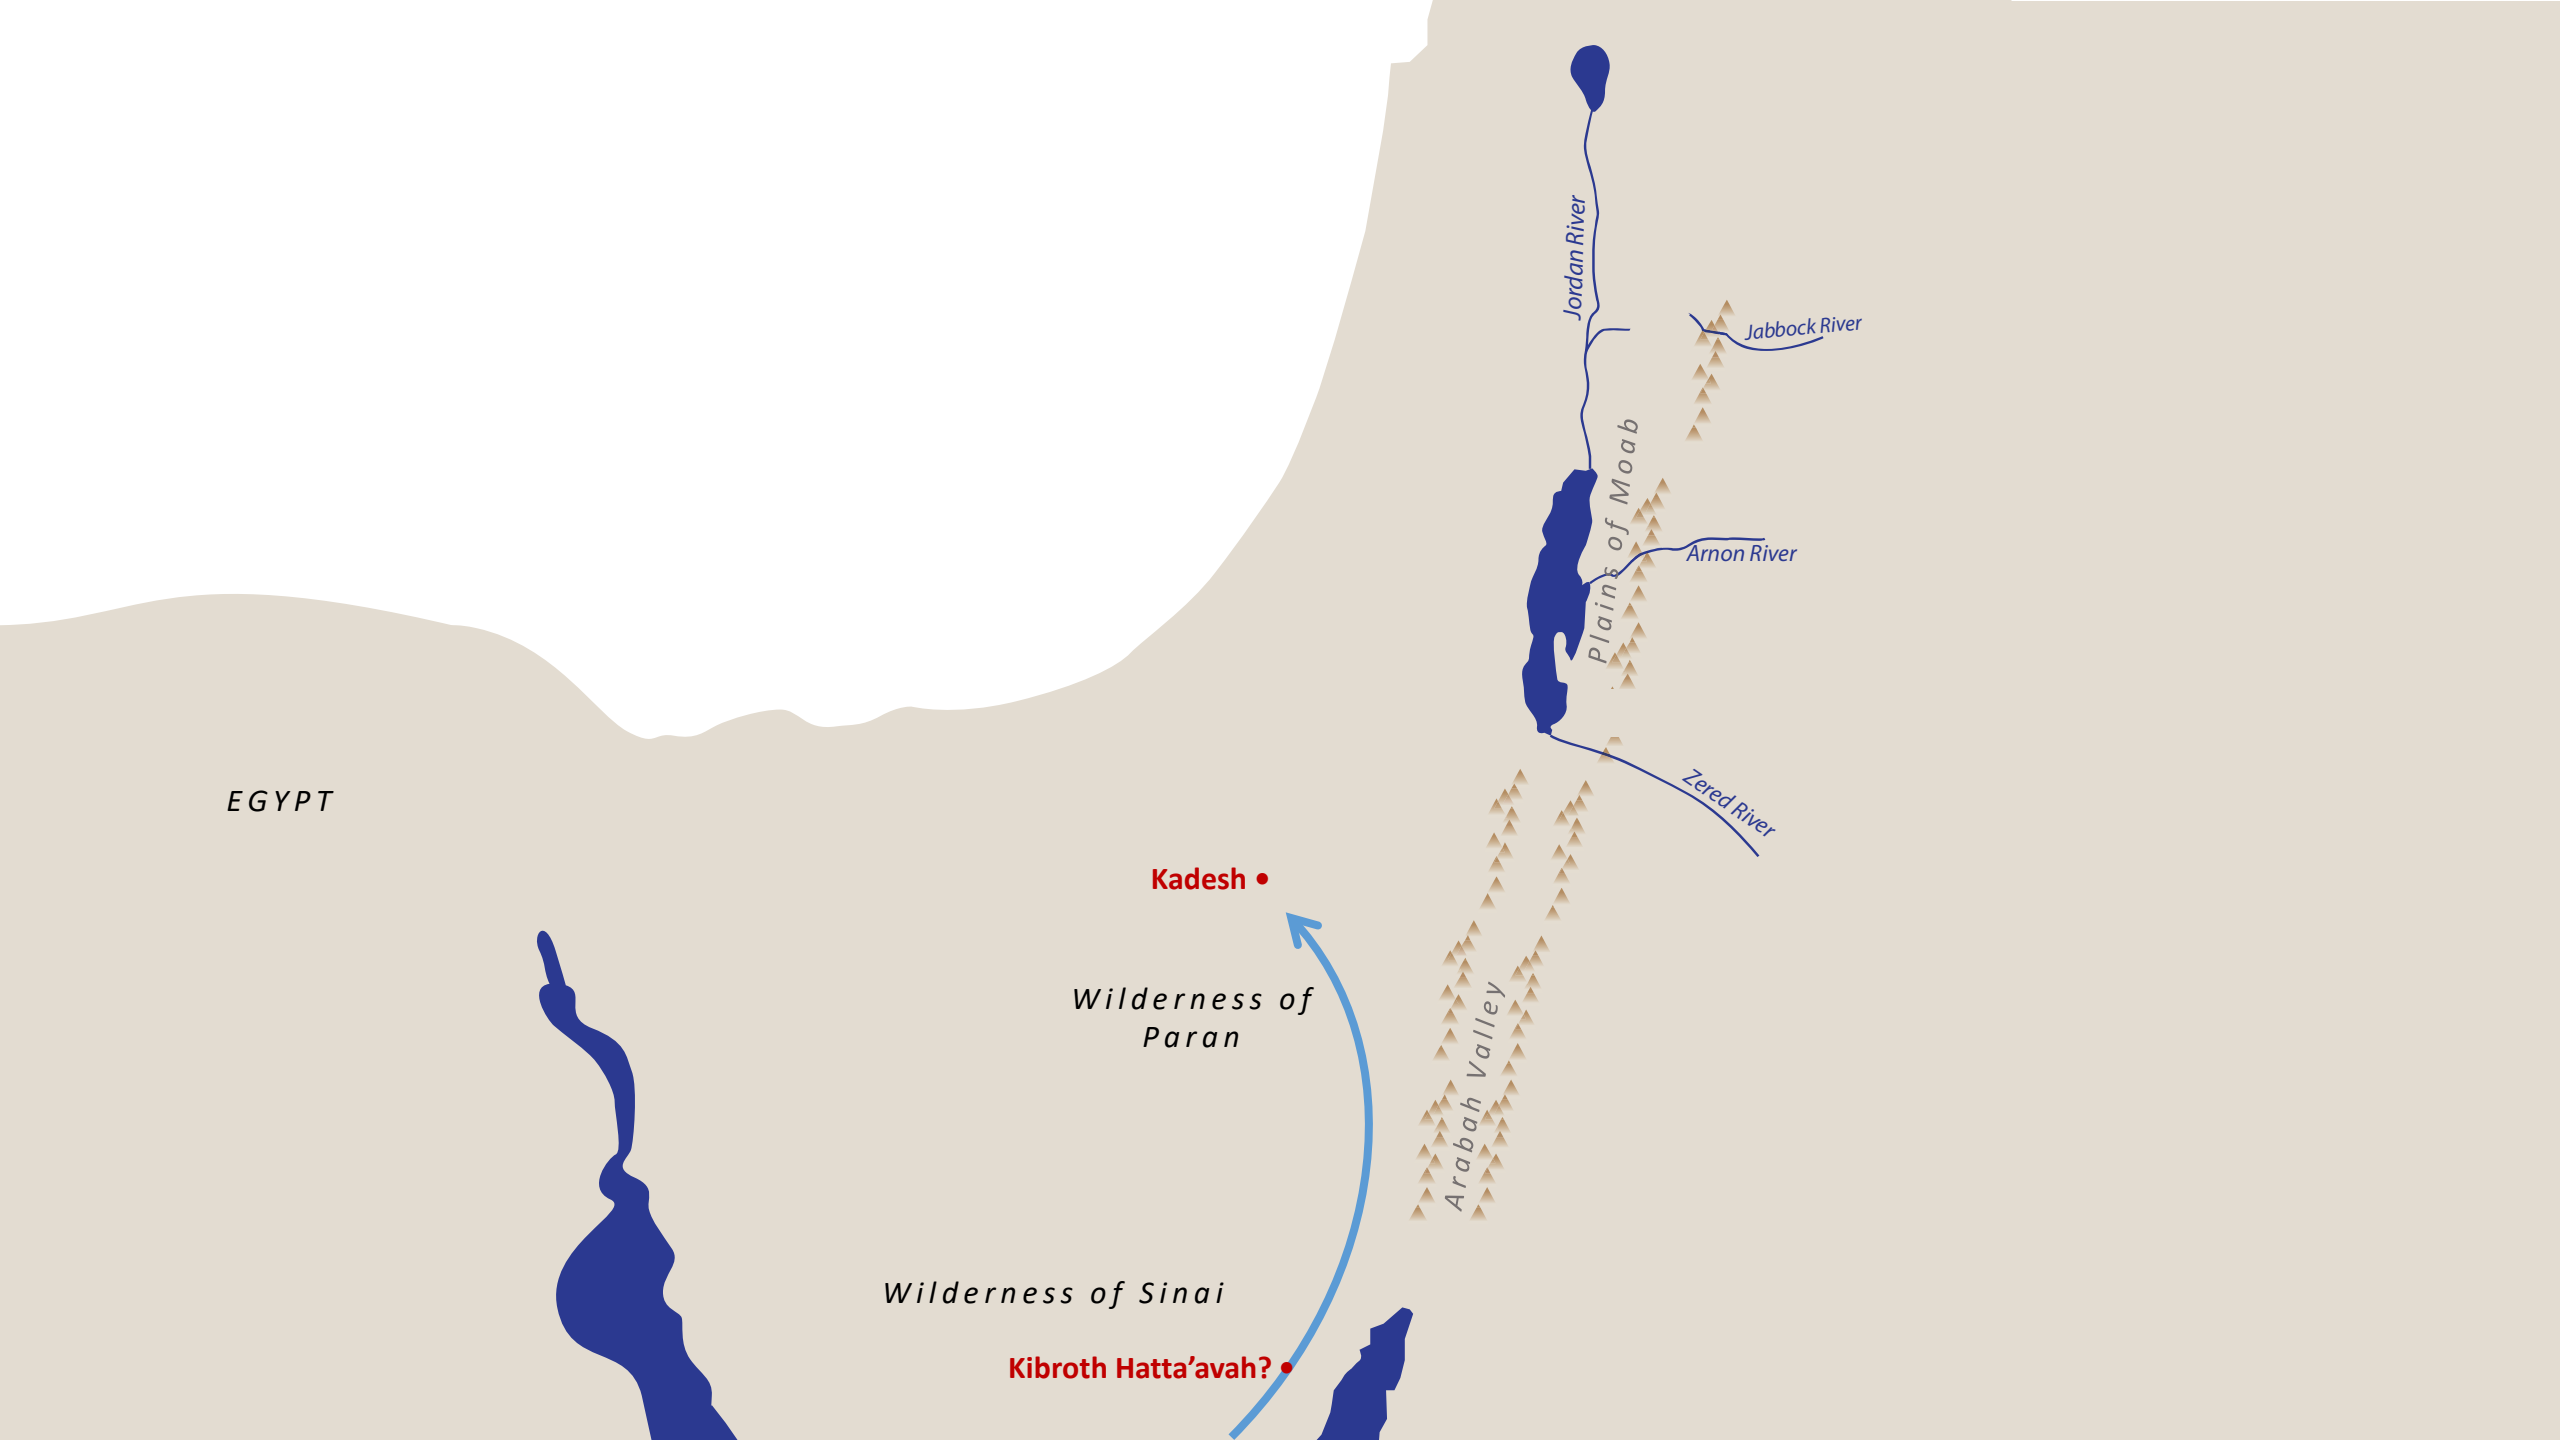 Jordan River
Jabbock River
Plains of Moab
Arnon River
Zered River
EGYPT
Kadesh •
Wilderness of
Paran
Arabah Valley
Wilderness of Sinai
Kibroth Hatta’avah? •